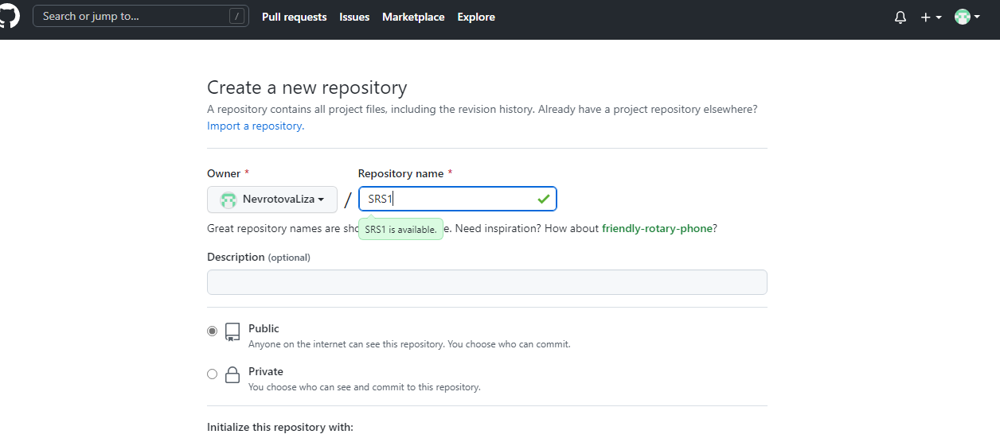 Search or jump to... /
Pull requests Issues Marketplace Explore
Create a new repository
A repository contains all project files, including the revision history. Already have a project repository elsewhere?
Import a repository.
Owner * Repository name *
NevrotovaLiza / SRS1
SRS1 is available.
Great repository names are e. Need inspiration? How about friendly-rotary-phone?
Description (optional)
Public
Anyone on the internet can see this repository. You choose who can commit.
Private
You choose who can see and commit to this repository.
Initialize this repository with: